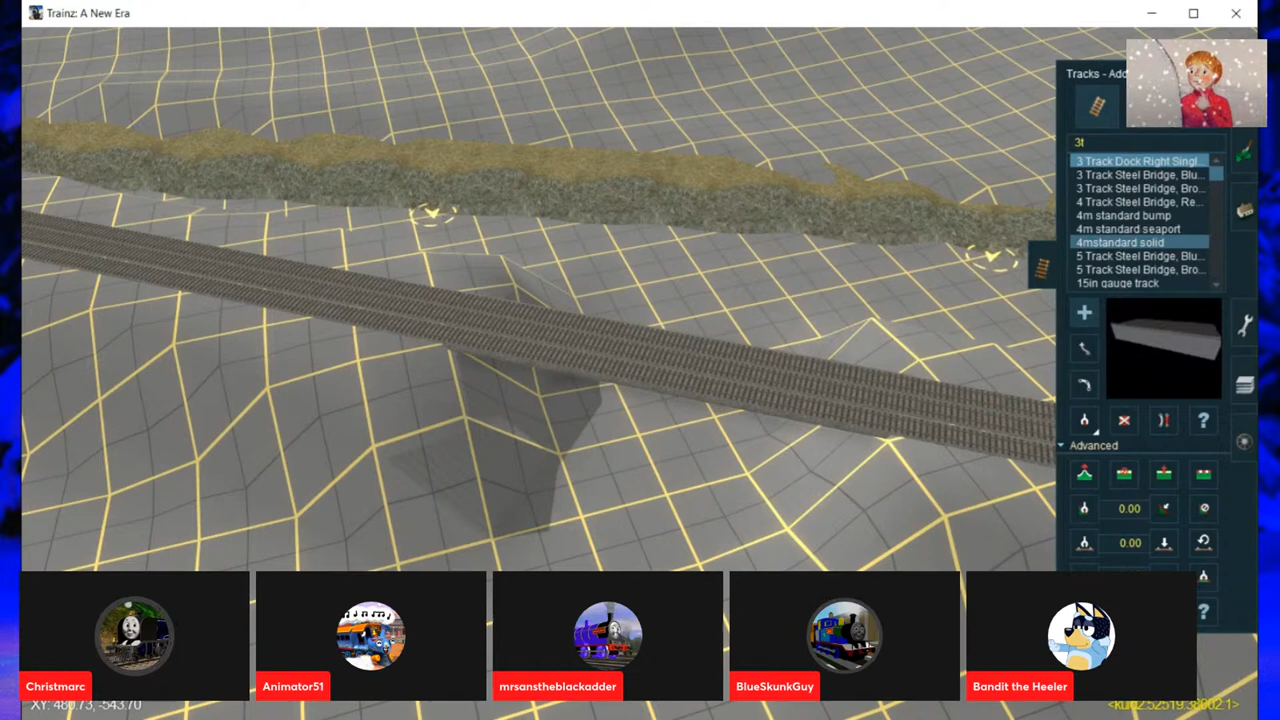 Trainz: A New Era
Tracks - Add
3t
3 Track Dock Right Singl
3 Track Steel Bridge, Blu...
3 Track Steel Bridge, Bro...
4 Track Steel Bridge, Re...
4m standard bump
4m standard seaport
4mstandard solid
5 Track Steel Bridge, Blu...
5 Track Steel Bridge, Bro...
15in gauge track
Advanced
0.00
0.00
Christmarc
Animator51
mrsanstheblackadder
BlueSkunkGuy
Bandit the Heeler
XY: 480.73, -543.70